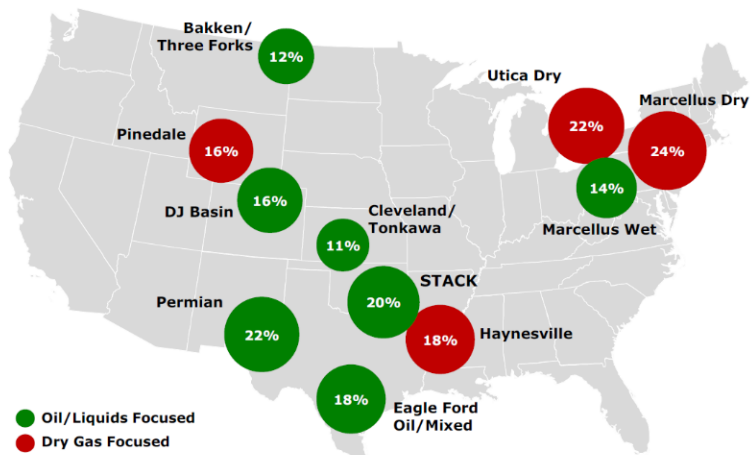 Bakken/
Three Forks
12%
Utica Dry
22%
Marcellus Dry
24%
Pinedale
16%
14%
Marcellus Wet
DJ Basin
16%
Cleveland/
Tonkawa
11%
STACK
20%
Permian
22%
Haynesville
18%
18%
Eagle Ford
Oil/Mixed
Oil/Liquids Focused
Dry Gas Focused